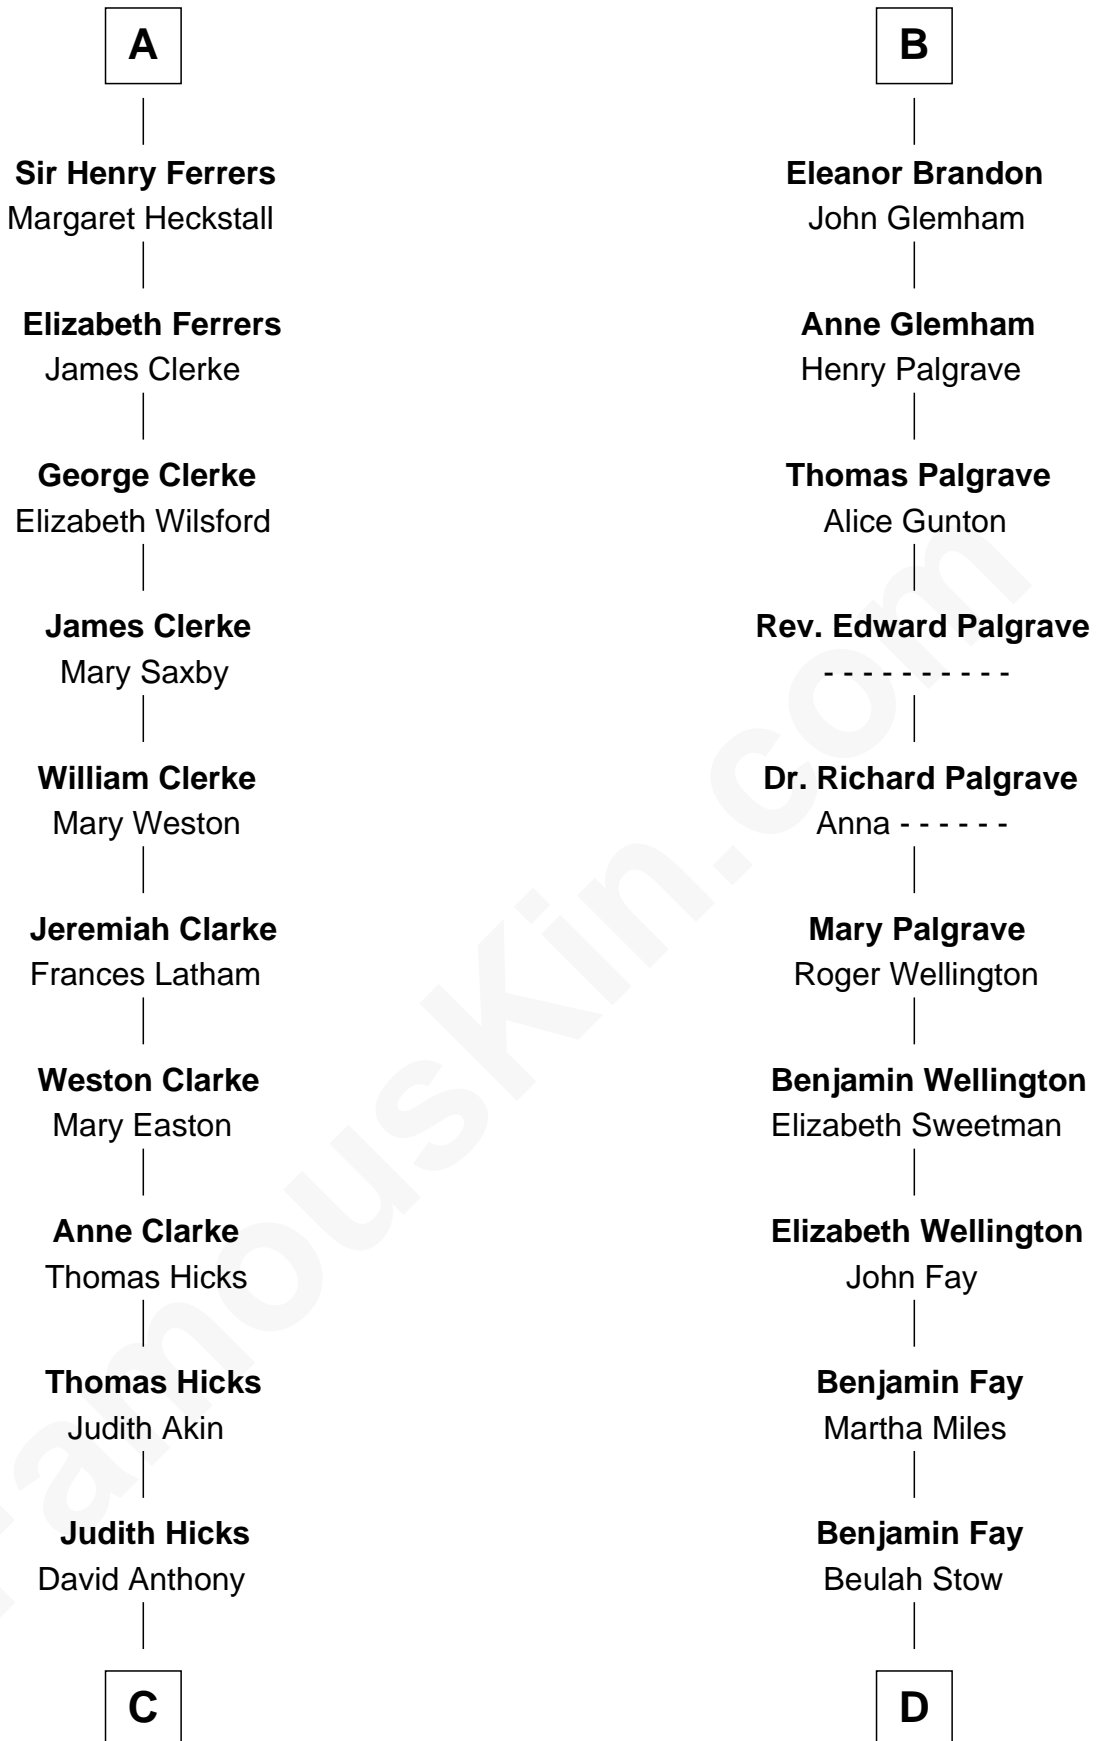 A
Sir Henry Ferrers
Margaret Heckstall
Elizabeth Ferrers
James Clerke
George Clerke
Elizabeth Wilsford
James Clerke
Mary Saxby
William Clerke
Mary Weston
Jeremiah Clarke
Frances Latham
Weston Clarke
Mary Easton
Anne Clarke
Thomas Hicks
Thomas Hicks
Judith Akin
Judith Hicks
David Anthony
C
B
Eleanor Brandon
John Glemham
Anne Glemham
Henry Palgrave
Thomas Palgrave
Alice Gunton
Rev. Edward Palgrave
- - - - - - - - - -
Dr. Richard Palgrave
Anna - - - - - -
Mary Palgrave
Roger Wellington
Benjamin Wellington
Elizabeth Sweetman
Elizabeth Wellington
John Fay
Benjamin Fay
Martha Miles
Benjamin Fay
Beulah Stow
D
FamousKin.com